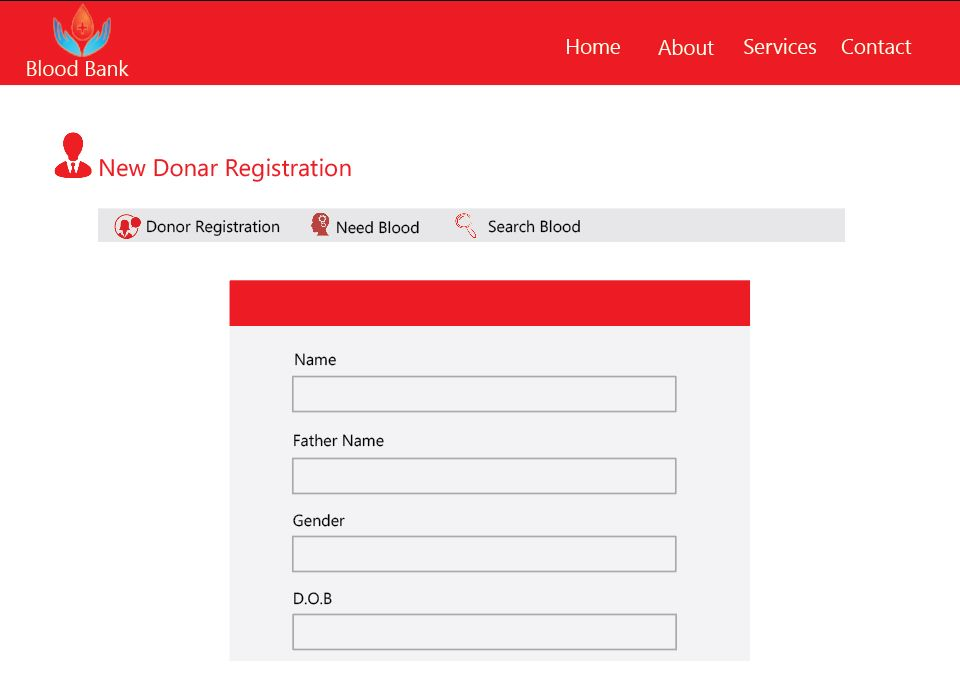 Blood Bank
Home About Services Contact
New Donar Registration
Donor Registration Need Blood Search Blood
Name
Father Name
Gender
D.O.B